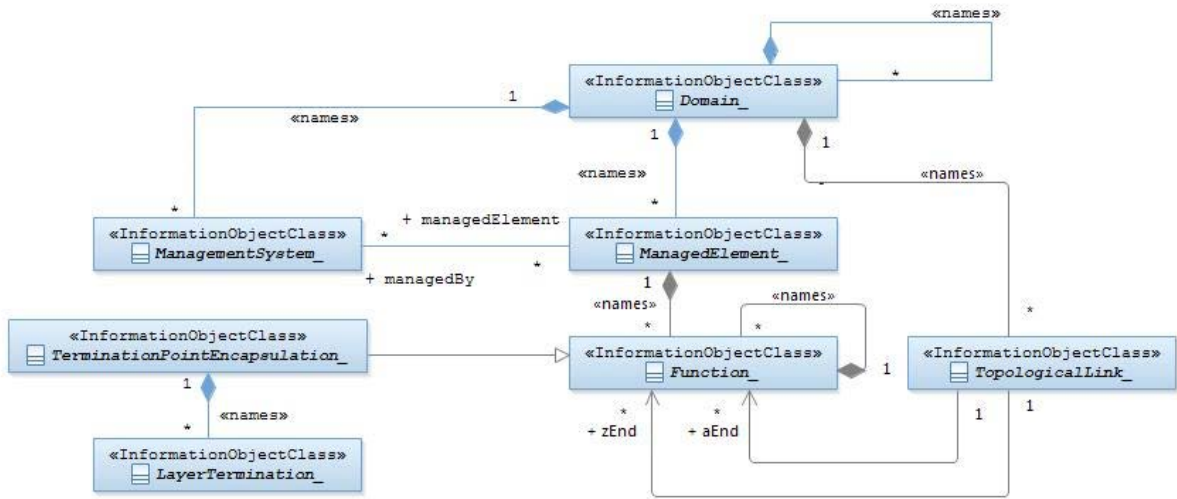 «names»
«InformationObjectClass»
Domain_
*
1
«names»
1
1
«names»
«names»
*
*
+ managedElement
«InformationObjectClass»
ManagementSystem_
*
*
+ managedBy
«InformationObjectClass»
ManagedElement_
1
«names»
«names»
*
*
*
«InformationObjectClass»
TerminationPointEncapsulation_
«InformationObjectClass»
Function_
1
«InformationObjectClass»
TopologicalLink_
1
«names»
*
*
+ zEnd
*
+ aEnd
1
1
«InformationObjectClass»
LayerTermination_